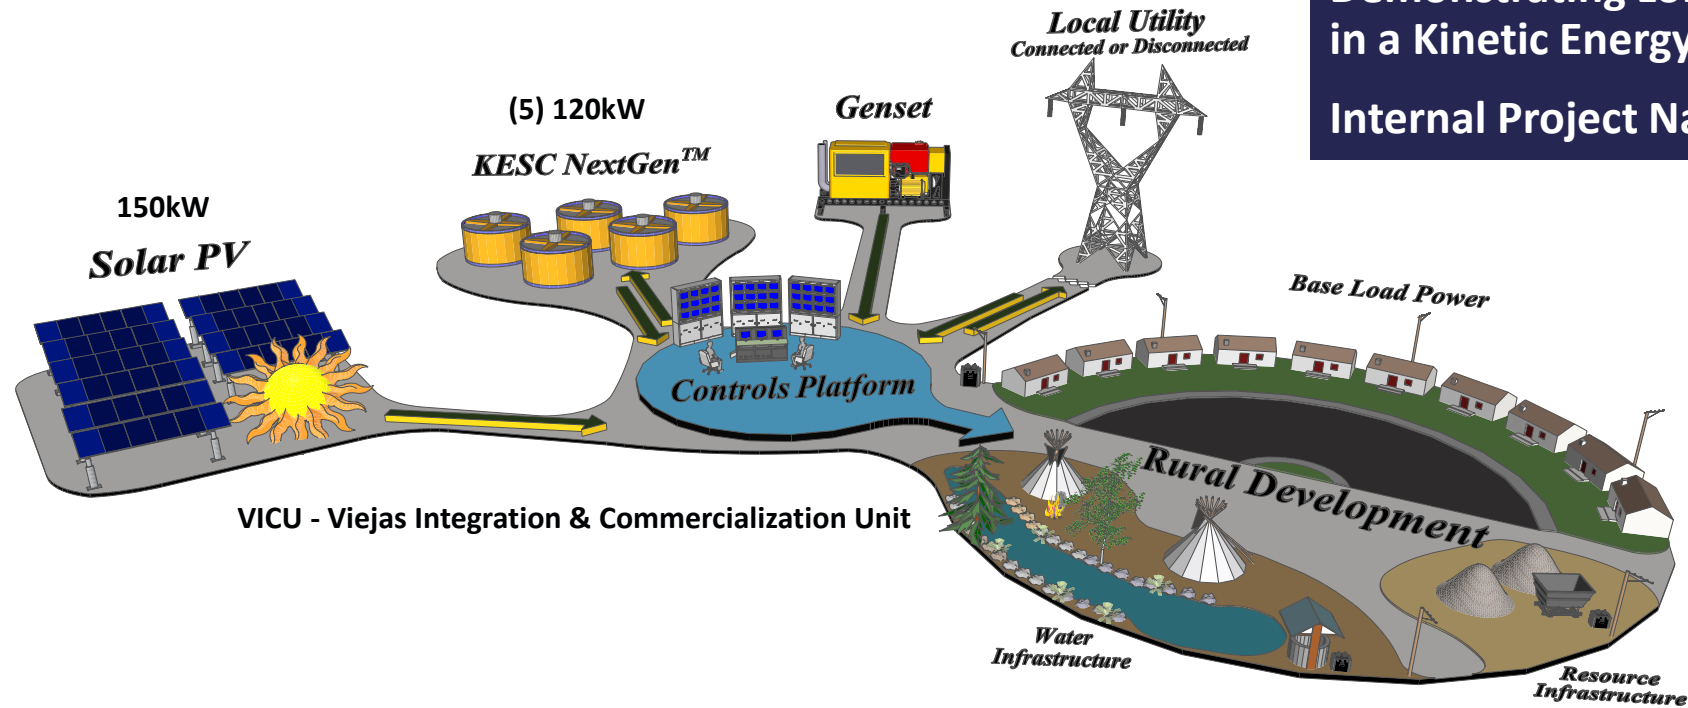 Local Utility
Connected or Disconnected
in a Kinetic Energy
Internal Project
(5) 120kW
KESC NextGen™
Genset
150kW
Solar PV
Base Load Power
Controls Platform
Rural Development
VICU - Viejas Integration & Commercialization Unit
Water
Infrastructure
Resource
Infrastructure